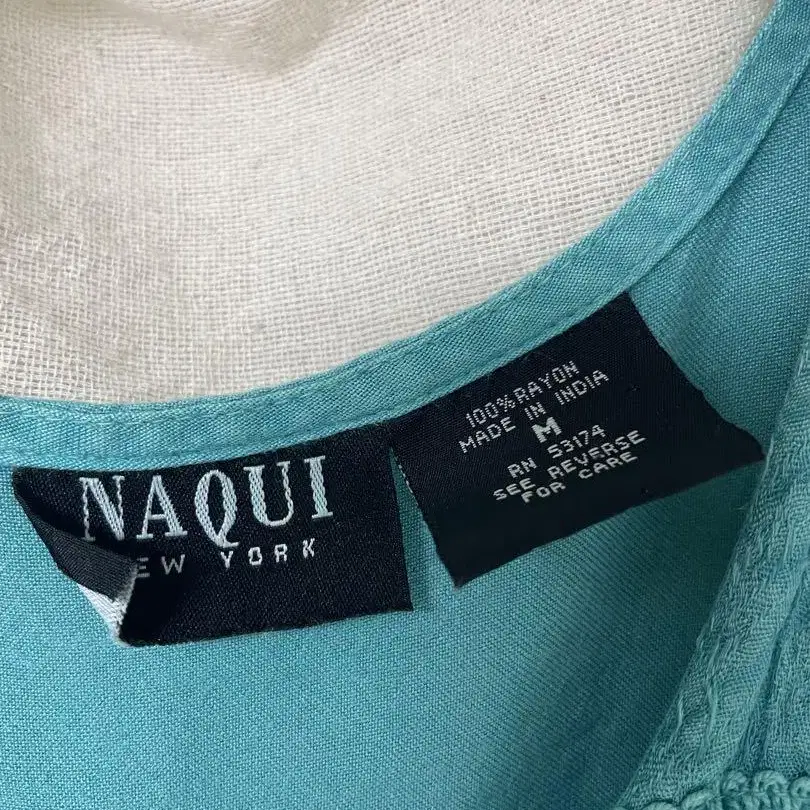 NAQUI
EW YORK
100% RAYON
MADE IN INDIA
M
RN 53174
SEE REVERSE
FOR CARE